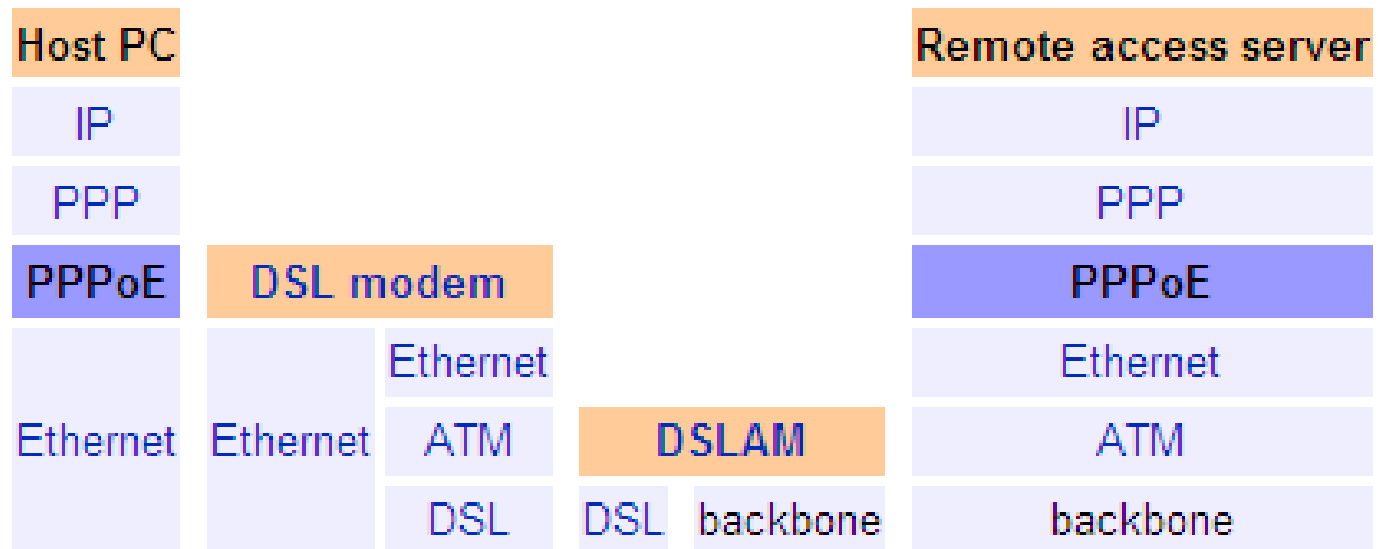 Host PC Remote access server
IP IP
PPP PPP
PPPoE DSL modem PPPoE
Ethernet Ethernet
Ethernet Ethernet ATM DSLAM ATM
DSL DSL backbone backbone